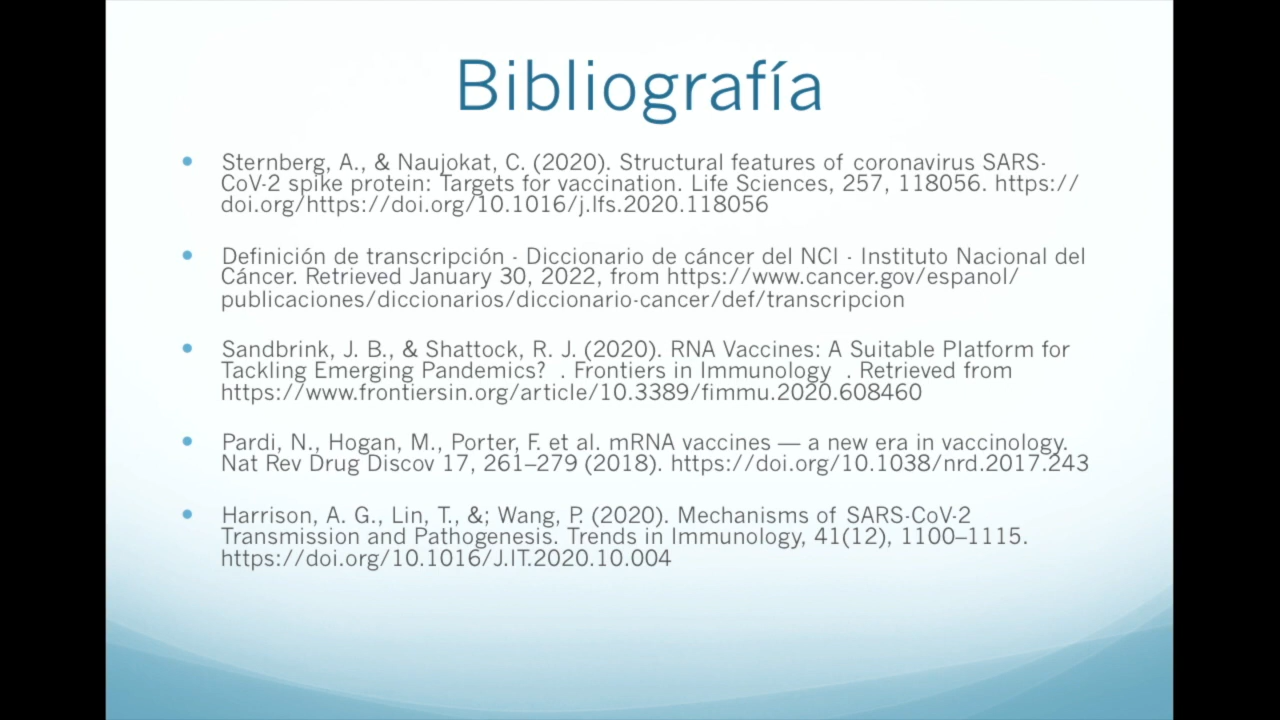 Bibliografía
• Sternberg, A., & Naujokat, C. (2020). Structural features of coronavirus SARS-
CoV-2 spike protein: Targets for vaccination. Life Sciences, 257, 118056. https://
doi.org/https://doi.org/10.1016/j.lfs.2020.118056
• Definición de transcripción - Diccionario de cáncer del NCI - Instituto Nacional del
Cáncer. Retrieved January 30, 2022, from https://www.cancer.gov/espanol/
publicaciones/diccionarios/diccionario-cancer/def/transcripcion
• Sandbrink, J. B., & Shattock, R. J. (2020). RNA Vaccines: A Suitable Platform for
Tackling Emerging Pandemics? . Frontiers in Immunology . Retrieved from
https://www.frontiersin.org/article/10.3389/fimmu.2020.608460
• Pardi, N., Hogan, M., Porter, F. et al. mRNA vaccines — a new era in vaccinology.
Nat Rev Drug Discov 17, 261–279 (2018). https://doi.org/10.1038/nrd.2017.243
• Harrison, A. G., Lin, T., &; Wang, P. (2020). Mechanisms of SARS-CoV-2
Transmission and Pathogenesis. Trends in Immunology, 41(12), 1100–1115.
https://doi.org/10.1016/J.IT.2020.10.004